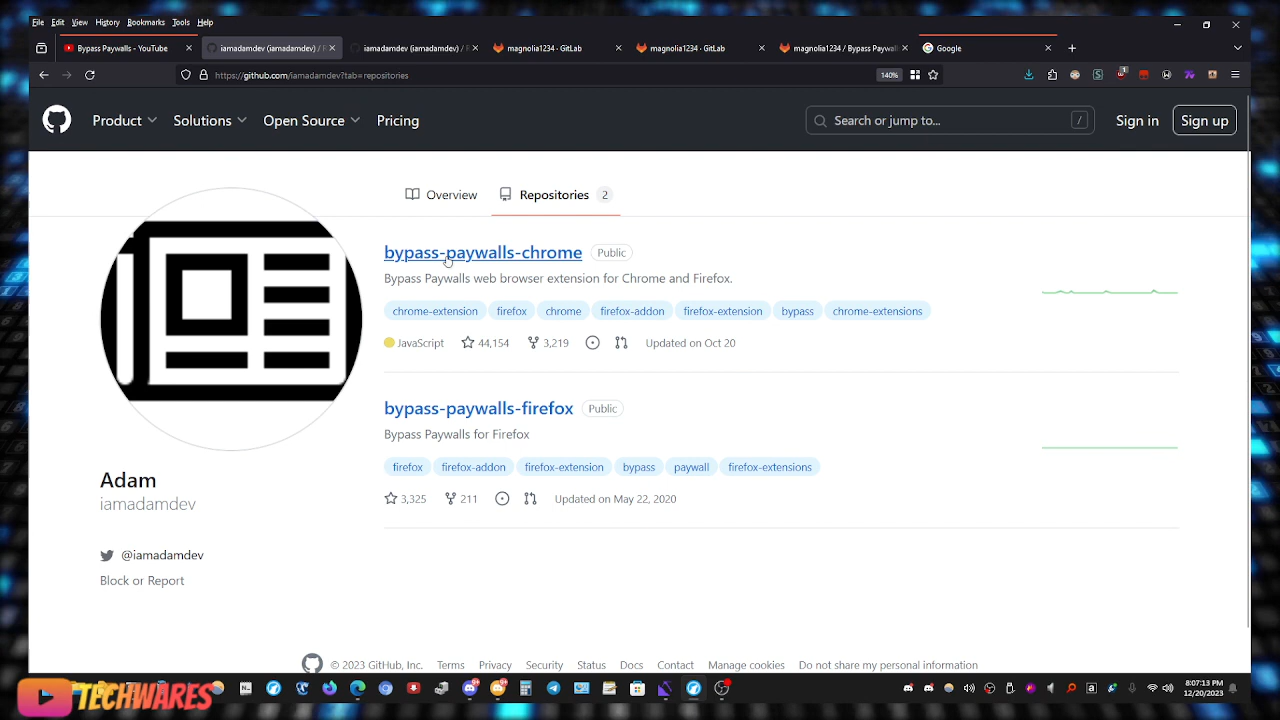 File Edit View History Bookmarks Tools Help
Bypass Paywalls - YouTube
iamadamdev (iamadamdev) / R
iamadamdev (iamadamdev) / R
magnolia1234 - GitLab
magnolia1234 - GitLab
magnolia1234 / Bypass Paywall
Google
https://github.com/iamadamdev?tab=repositories
140%
1
Product Solutions Open Source Pricing
Search or jump to... /
Sign in Sign up
Overview Repositories 2
bypass-paywalls-chrome Public
Bypass Paywalls web browser extension for Chrome and Firefox.
chrome-extension firefox chrome firefox-addon firefox-extension bypass chrome-extensions
JavaScript 44,154 3,219 Updated on Oct 20
bypass-paywalls-firefox Public
Bypass Paywalls for Firefox
firefox firefox-addon firefox-extension bypass paywall firefox-extensions
3,325 211 Updated on May 22, 2020
Adam
iamadamdev
@iamadamdev
Block or Report
© 2023 GitHub, Inc. Terms Privacy Security Status Docs Contact Manage cookies Do not share my personal information
TECHWARES
8:07:13 PM
12/20/2023